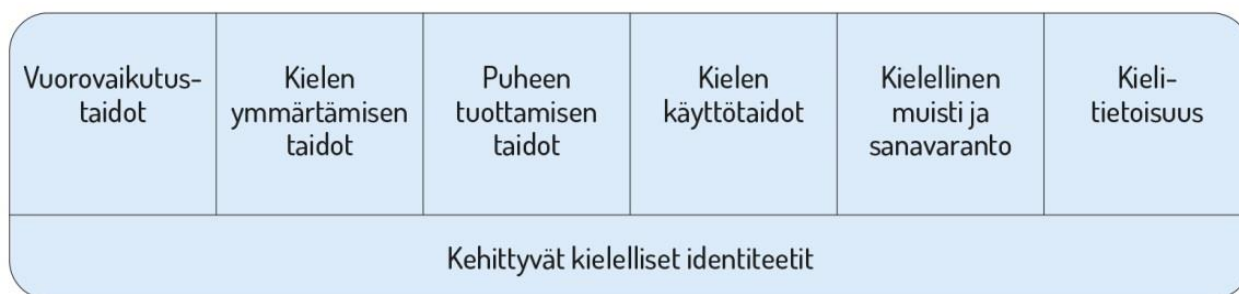 Vuorovaikutus-
taidot
Kielen
ymmärtämisen
taidot
Puheen
tuottamisen
taidot
Kielen
käyttötaidot
Kielellinen
muisti ja
sanavaranto
Kieli-
tietoisuus
Kehittyvät kielelliset identiteetit